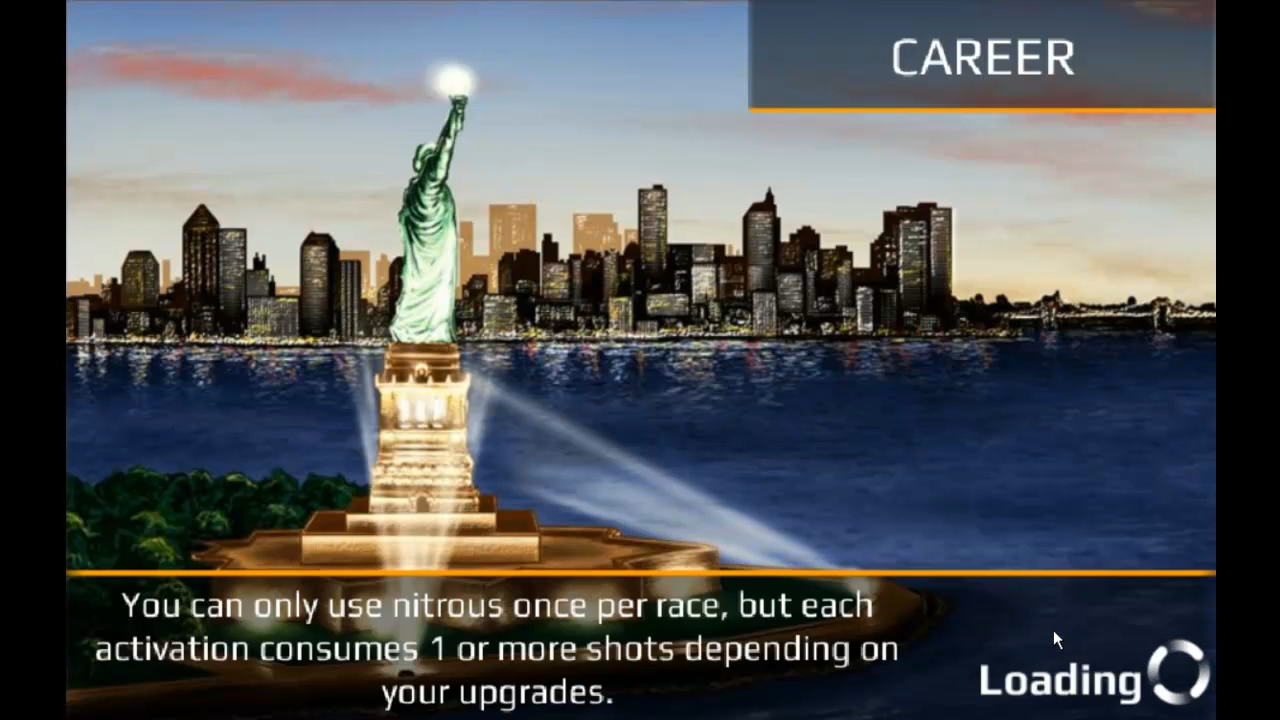 CAREER
You can only use nitrous once per race, but each
activation consumes 1 or more shots depending on
your upgrades.
Loading